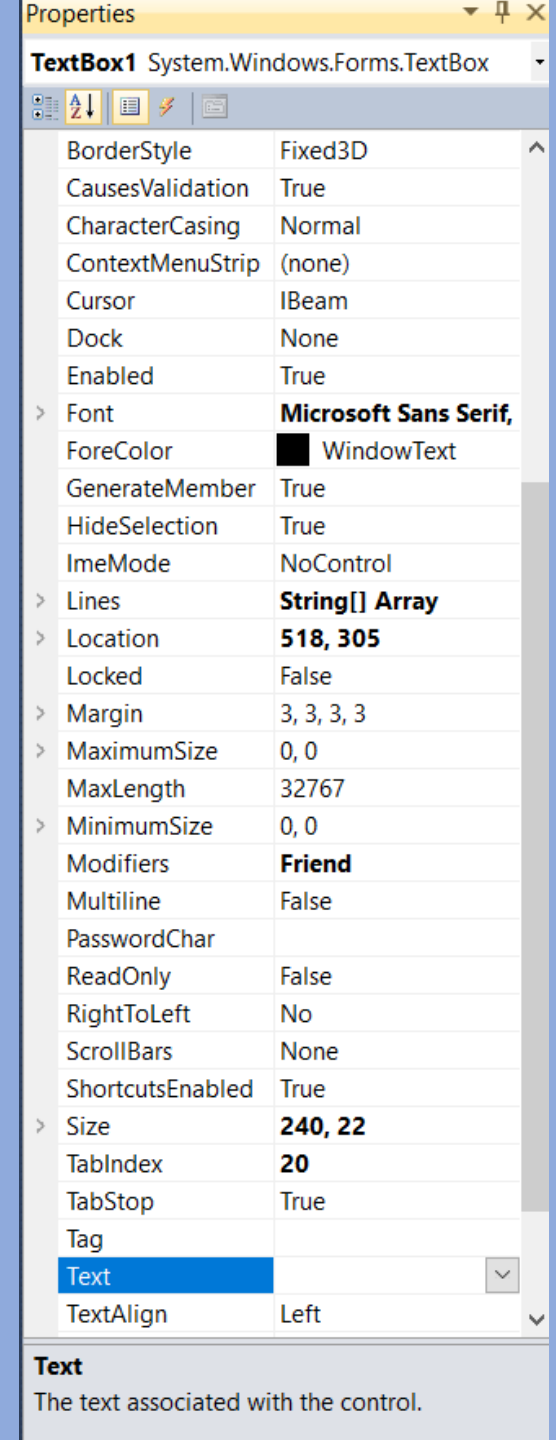 Properties
TextBox1 System.Windows.Forms.TextBox
BorderStyle Fixed3D
CausesValidation True
CharacterCasing Normal
ContextMenuStrip (none)
Cursor IBeam
Dock None
Enabled True
Font Microsoft Sans Serif,
ForeColor WindowText
GenerateMember True
HideSelection True
ImeMode NoControl
Lines String[] Array
Location 518, 305
Locked False
Margin 3, 3, 3, 3
MaximumSize 0, 0
MaxLength 32767
MinimumSize 0, 0
Modifiers Friend
Multiline False
PasswordChar
ReadOnly False
RightToLeft No
ScrollBars None
ShortcutsEnabled True
Size 240, 22
TabIndex 20
TabStop True
Tag
Text
TextAlign Left
Text
The text associated with the control.